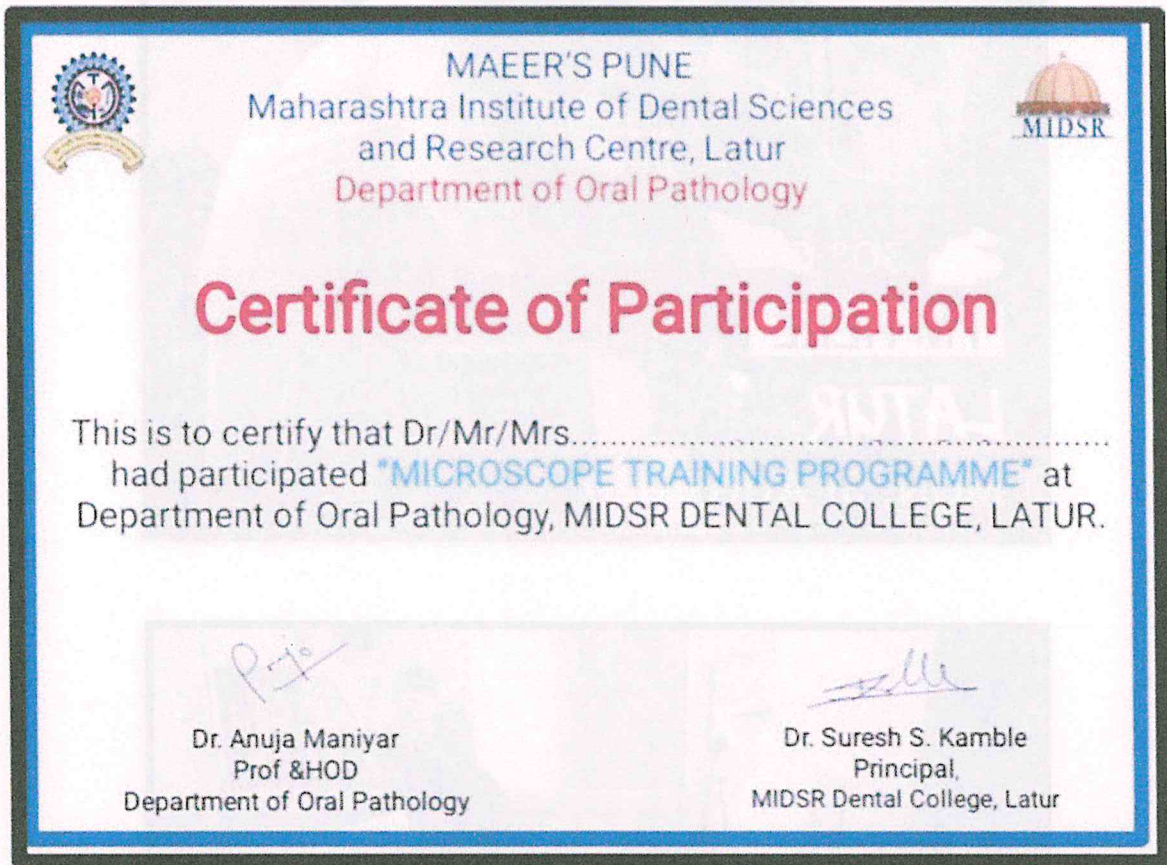 MAEER'S PUNE
Maharashtra Institute of Dental Sciences
and Research Centre, Latur
Department of Oral Pathology
MIDSR
Certificate of Participation
This is to certify that Dr/Mr/Mrs..............................................................
had participated "MICROSCOPE TRAINING PROGRAMME" at
Department of Oral Pathology, MIDSR DENTAL COLLEGE, LATUR.
Dr. Anuja Maniyar
Prof &HOD
Department of Oral Pathology
Dr. Suresh S. Kamble
Principal,
MIDSR Dental College, Latur